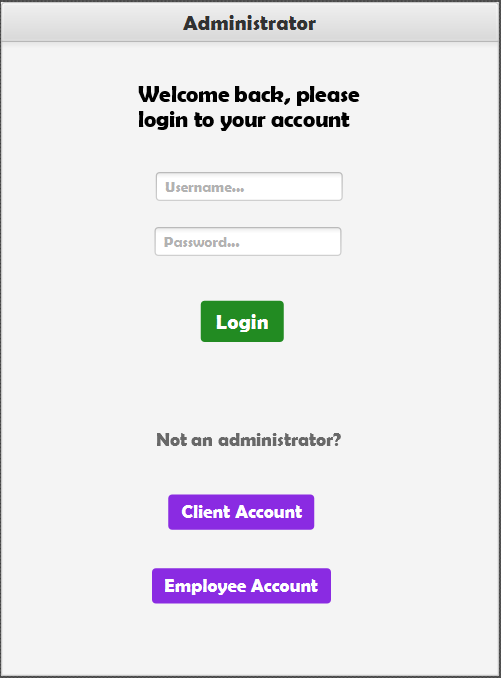 Administrator
Welcome back, please
login to your account
Username...
Password...
Login
Not an administrator?
Client Account
Employee Account